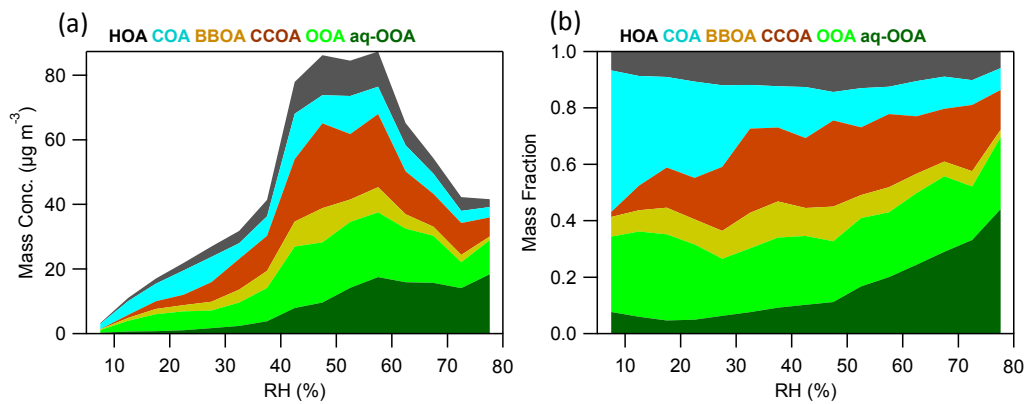 (a)
HOA COA BBOA CCOA OOA aq-OOA
Mass Conc. (µg m⁻³)
80
60
40
20
0
10 20 30 40 50 60 70 80
RH (%)
(b)
HOA COA BBOA CCOA OOA aq-OOA
Mass Fraction
1.0
0.8
0.6
0.4
0.2
0.0
10 20 30 40 50 60 70 80
RH (%)